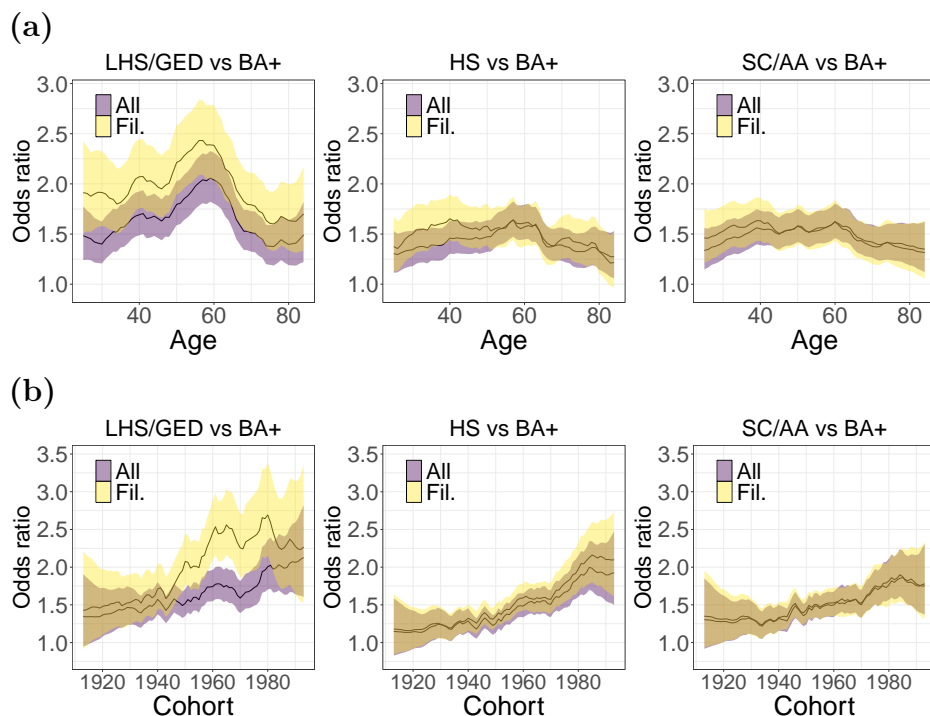 (a)
LHS/GED vs BA+ HS vs BA+ SC/AA vs BA+
3.0 3.0 3.0
All All All
Fil. Fil. Fil.
2.5 2.5 2.5
2.0 2.0 2.0
1.5 1.5 1.5
1.0 1.0 1.0
Odds ratio Odds ratio Odds ratio
40 60 80 40 60 80 40 60 80
Age Age Age
(b)
LHS/GED vs BA+ HS vs BA+ SC/AA vs BA+
3.5 3.5 3.5
All All All
Fil. Fil. Fil.
3.0 3.0 3.0
2.5 2.5 2.5
2.0 2.0 2.0
1.5 1.5 1.5
1.0 1.0 1.0
Odds ratio Odds ratio Odds ratio
1920 1940 1960 1980 1920 1940 1960 1980 1920 1940 1960 1980
Cohort Cohort Cohort